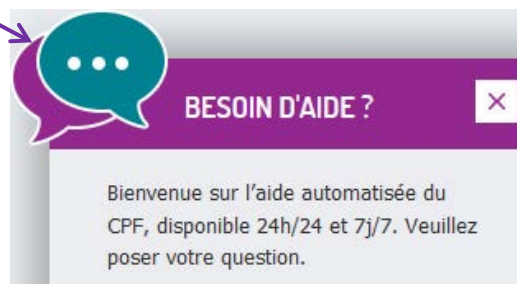 BESOIN D'AIDE ?
Bienvenue sur l’aide automatisée du
CPF, disponible 24h/24 et 7j/7. Veuillez
poser votre question.